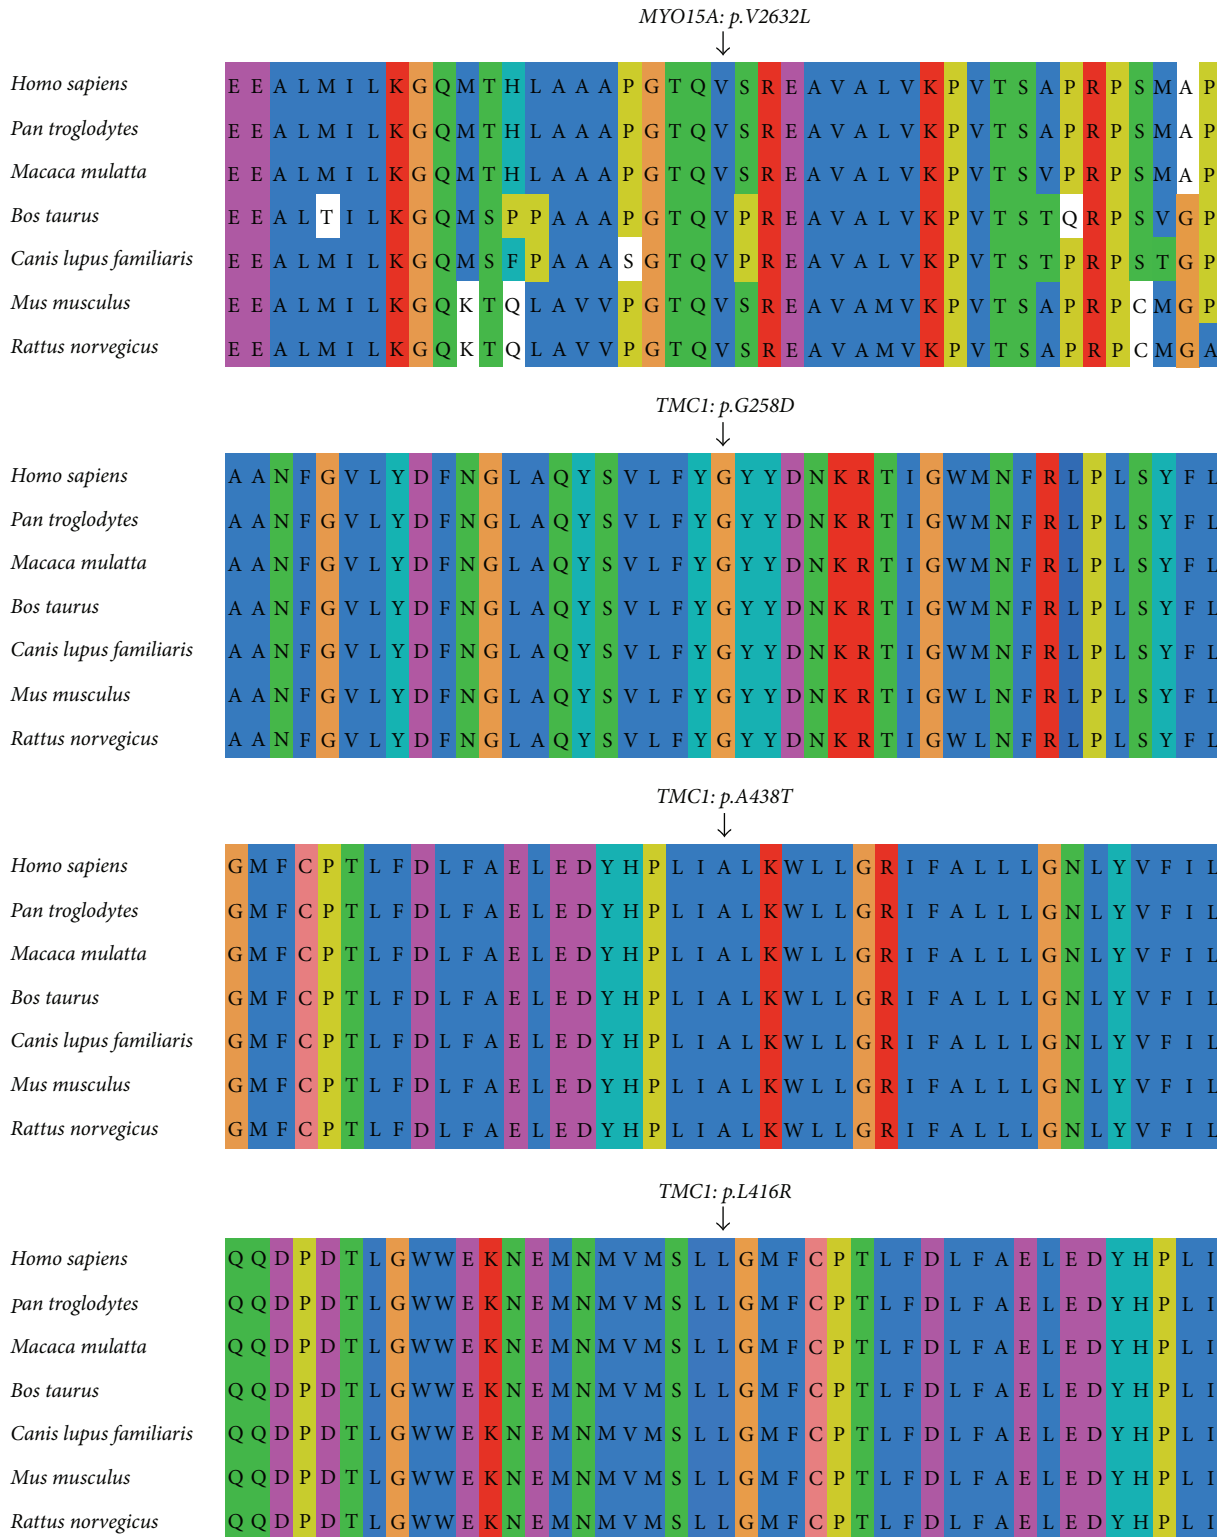 MYO15A: p.V2632L
Homo sapiens E E A L M I L K G Q M T H L A A A P G T Q V S R E A V A L V K P V T S A P R P S M A P
Pan troglodytes E E A L M I L K G Q M T H L A A A P G T Q V S R E A V A L V K P V T S A P R P S M A P
Macaca mulatta E E A L M I L K G Q M T H L A A A P G T Q V S R E A V A L V K P V T S V P R P S M A P
Bos taurus E E A L T I L K G Q M S P P A A A P G T Q V P R E A V A L V K P V T S T Q R P S V G P
Canis lupus familiaris E E A L M I L K G Q M S F P A A A S G T Q V P R E A V A L V K P V T S T P R P S T G P
Mus musculus E E A L M I L K G Q K T Q L A V V P G T Q V S R E A V A M V K P V T S A P R P C M G P
Rattus norvegicus E E A L M I L K G Q K T Q L A V V P G T Q V S R E A V A M V K P V T S A P R P C M G A
TMC1: p.G258D
Homo sapiens A A N F G V L Y D F N G L A Q Y S V L F Y G Y Y D N K R T I G W M N F R L P L S Y F L
Pan troglodytes A A N F G V L Y D F N G L A Q Y S V L F Y G Y Y D N K R T I G W M N F R L P L S Y F L
Macaca mulatta A A N F G V L Y D F N G L A Q Y S V L F Y G Y Y D N K R T I G W M N F R L P L S Y F L
Bos taurus A A N F G V L Y D F N G L A Q Y S V L F Y G Y Y D N K R T I G W M N F R L P L S Y F L
Canis lupus familiaris A A N F G V L Y D F N G L A Q Y S V L F Y G Y Y D N K R T I G W M N F R L P L S Y F L
Mus musculus A A N F G V L Y D F N G L A Q Y S V L F Y G Y Y D N K R T I G W L N F R L P L S Y F L
Rattus norvegicus A A N F G V L Y D F N G L A Q Y S V L F Y G Y Y D N K R T I G W L N F R L P L S Y F L
TMC1: p.A438T
Homo sapiens G M F C P T L F D L F A E L E D Y H P L I A L K W L L G R I F A L L L G N L Y V F I L
Pan troglodytes G M F C P T L F D L F A E L E D Y H P L I A L K W L L G R I F A L L L G N L Y V F I L
Macaca mulatta G M F C P T L F D L F A E L E D Y H P L I A L K W L L G R I F A L L L G N L Y V F I L
Bos taurus G M F C P T L F D L F A E L E D Y H P L I A L K W L L G R I F A L L L G N L Y V F I L
Canis lupus familiaris G M F C P T L F D L F A E L E D Y H P L I A L K W L L G R I F A L L L G N L Y V F I L
Mus musculus G M F C P T L F D L F A E L E D Y H P L I A L K W L L G R I F A L L L G N L Y V F I L
Rattus norvegicus G M F C P T L F D L F A E L E D Y H P L I A L K W L L G R I F A L L L G N L Y V F I L
TMC1: p.L416R
Homo sapiens Q Q D P D T L G W W E K N E M N M V M S L L G M F C P T L F D L F A E L E D Y H P L I
Pan troglodytes Q Q D P D T L G W W E K N E M N M V M S L L G M F C P T L F D L F A E L E D Y H P L I
Macaca mulatta Q Q D P D T L G W W E K N E M N M V M S L L G M F C P T L F D L F A E L E D Y H P L I
Bos taurus Q Q D P D T L G W W E K N E M N M V M S L L G M F C P T L F D L F A E L E D Y H P L I
Canis lupus familiaris Q Q D P D T L G W W E K N E M N M V M S L L G M F C P T L F D L F A E L E D Y H P L I
Mus musculus Q Q D P D T L G W W E K N E M N M V M S L L G M F C P T L F D L F A E L E D Y H P L I
Rattus norvegicus Q Q D P D T L G W W E K N E M N M V M S L L G M F C P T L F D L F A E L E D Y H P L I